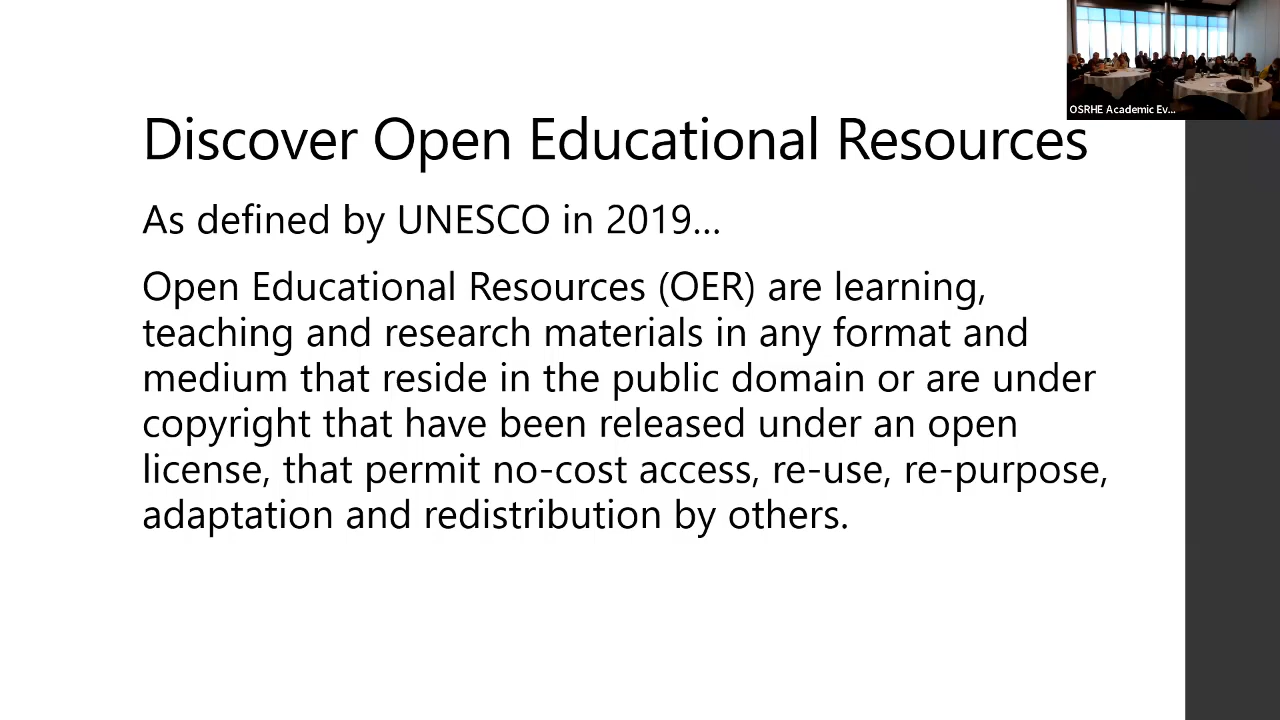 OSRHE Academic Ev...
Discover Open Educational Resources
As defined by UNESCO in 2019...
Open Educational Resources (OER) are learning,
teaching and research materials in any format and
medium that reside in the public domain or are under
copyright that have been released under an open
license, that permit no-cost access, re-use, re-purpose,
adaptation and redistribution by others.